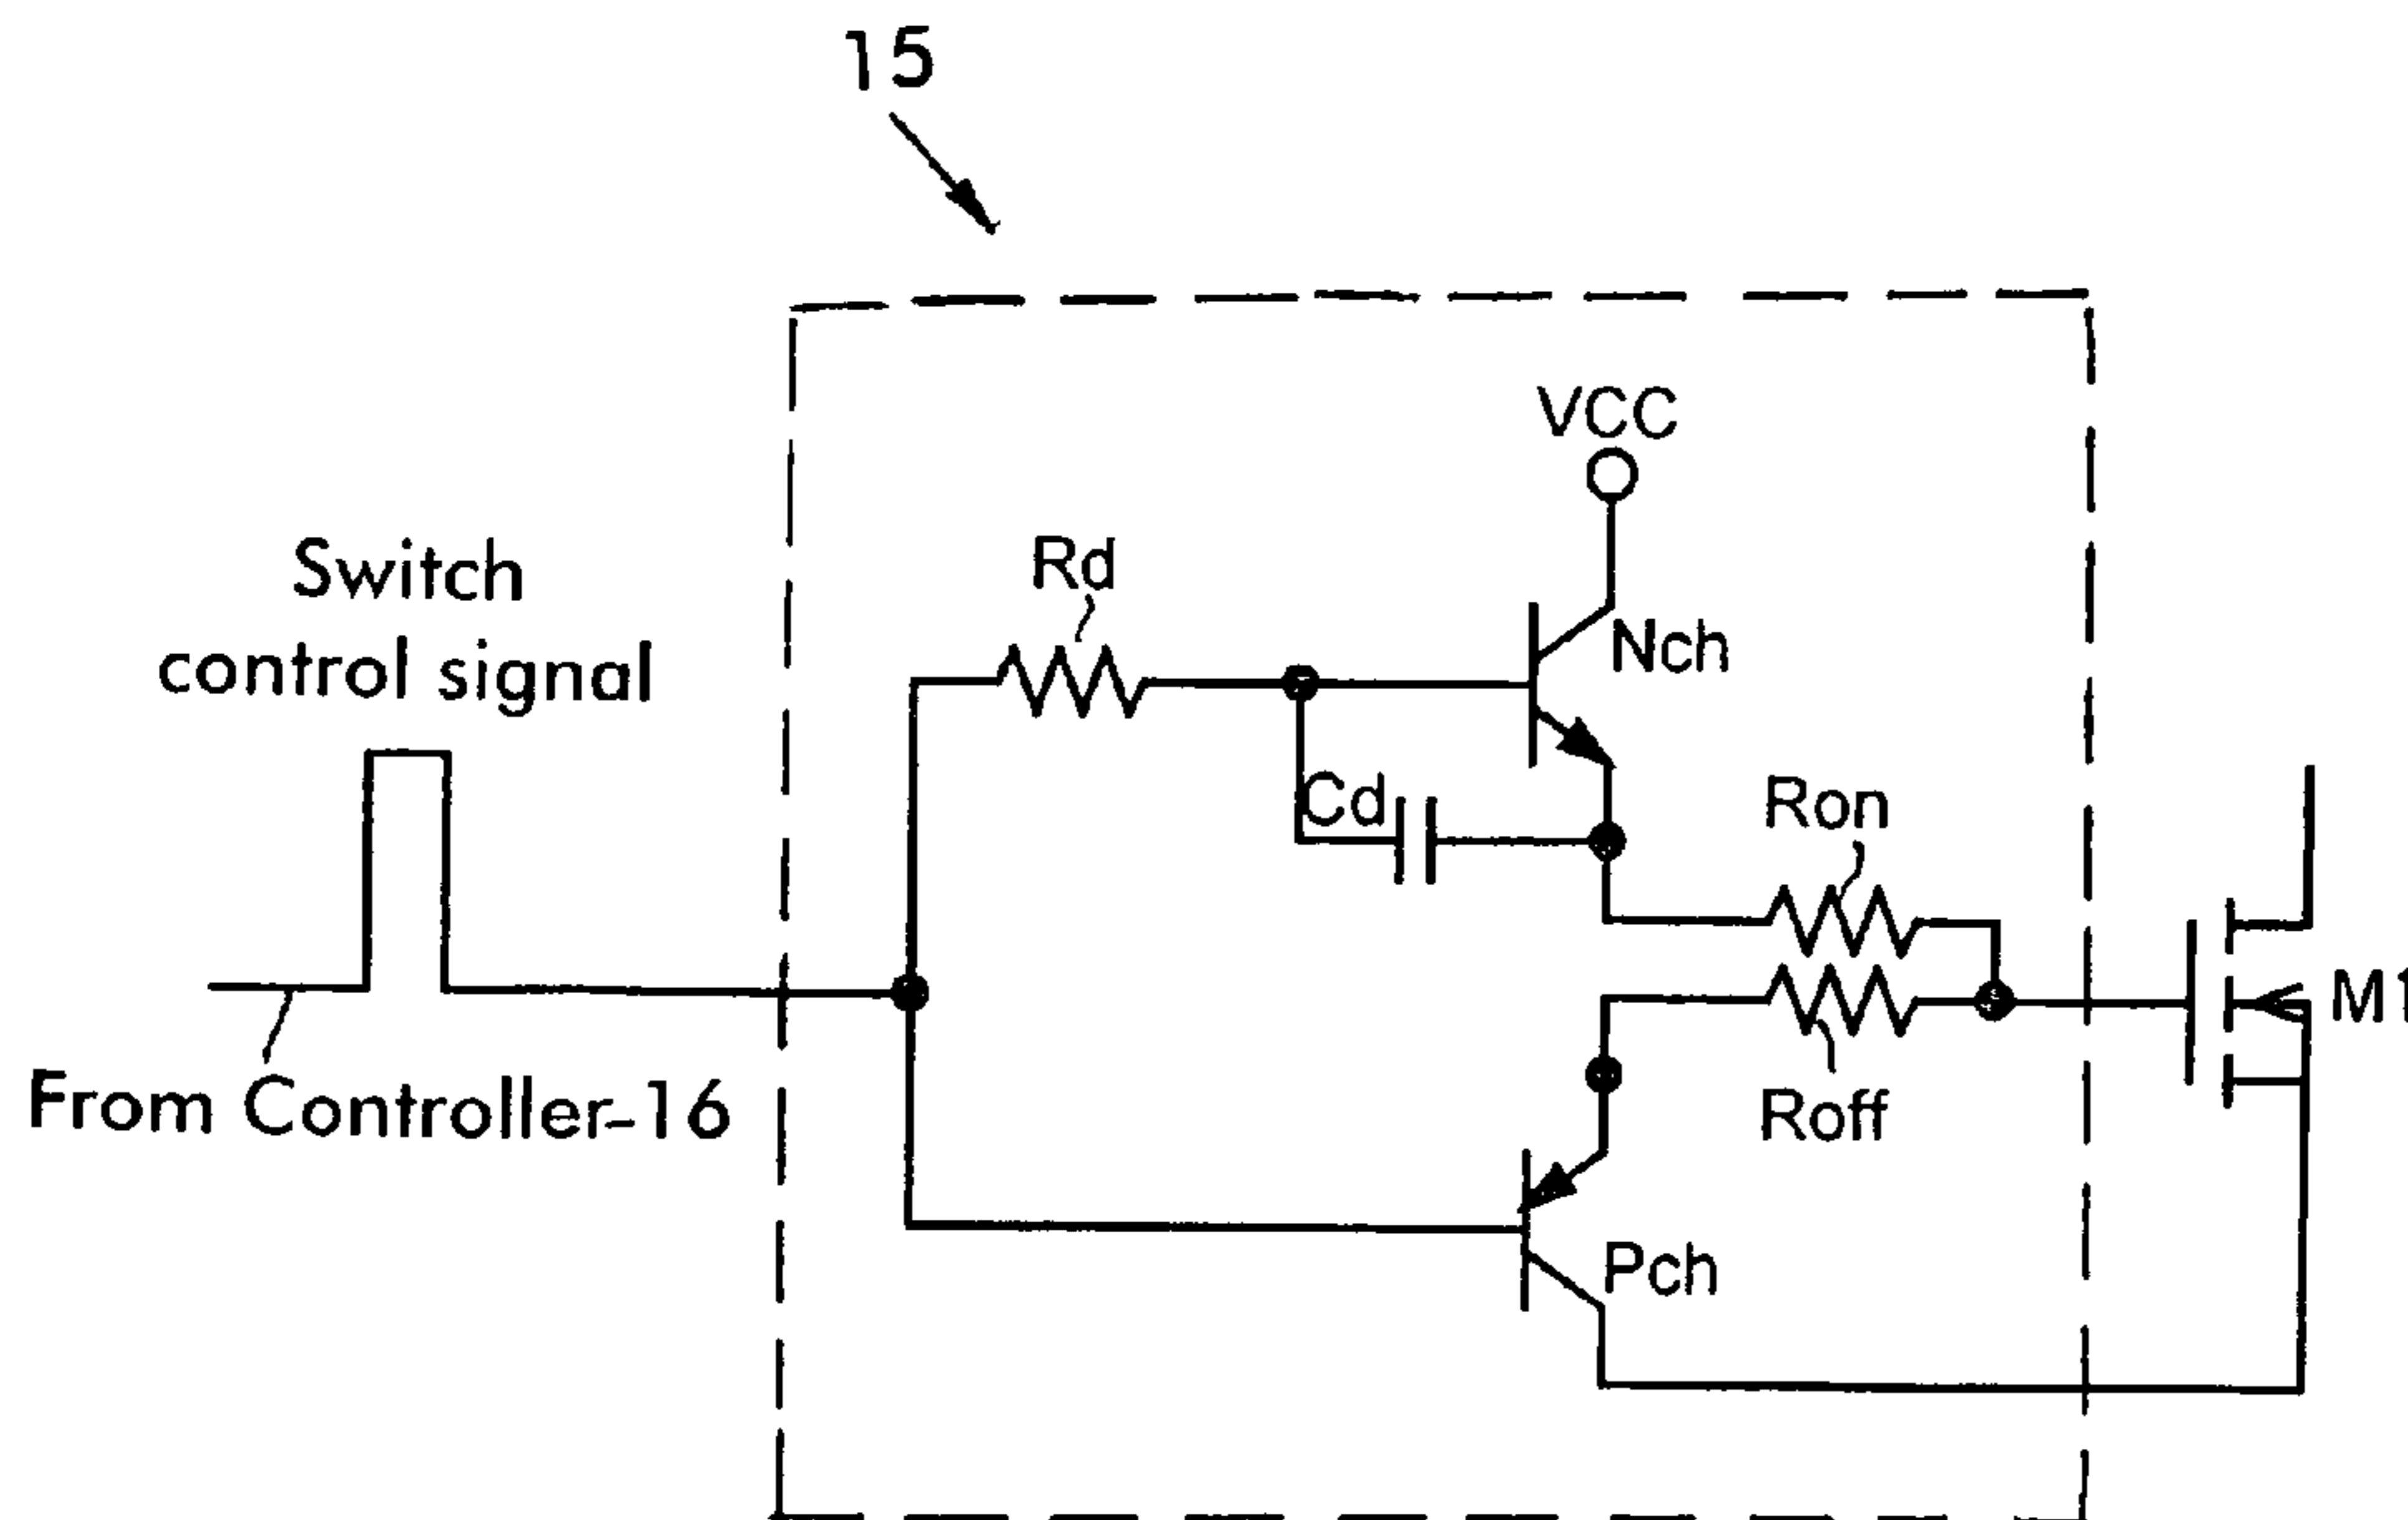 15
VCC
Rd
Nch
Switch
control signal
Cd
Ron
M1
From Controller-16
Roff
Pch